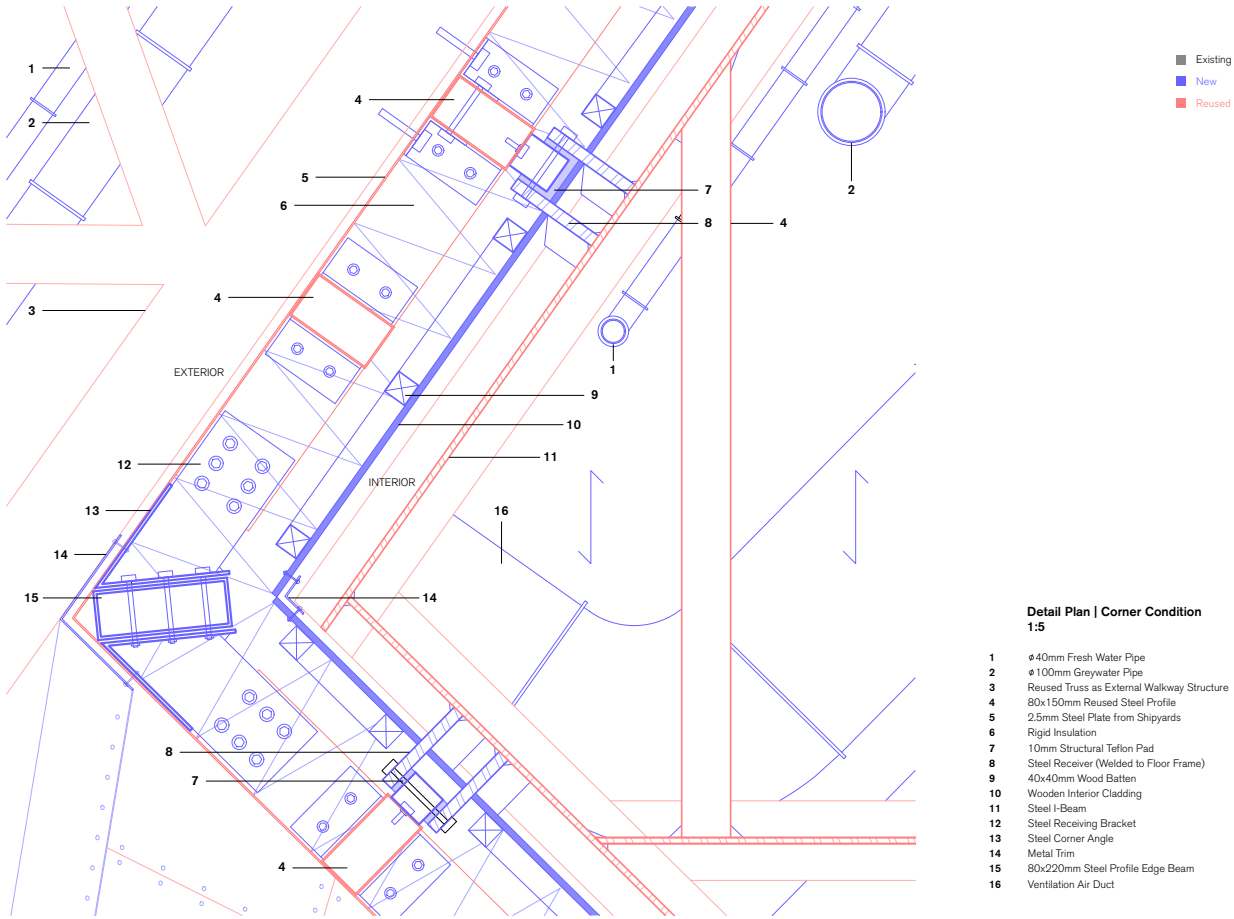 1
2
4
5
6
7
8
4
2
Existing
New
Reused
4
3
1
EXTERIOR
9
10
11
12
INTERIOR
13
16
14
15
14
8
7
4
Detail Plan | Corner Condition
1:5
1 ø40mm Fresh Water Pipe
2 ø100mm Greywater Pipe
3 Reused Truss as External Walkway Structure
4 80x150mm Reused Steel Profile
5 2.5mm Steel Plate from Shipyards
6 Rigid Insulation
7 10mm Structural Teflon Pad
8 Steel Receiver (Welded to Floor Frame)
9 40x40mm Wood Batten
10 Wooden Interior Cladding
11 Steel I-Beam
12 Steel Receiving Bracket
13 Steel Corner Angle
14 Metal Trim
15 80x220mm Steel Profile Edge Beam
16 Ventilation Air Duct